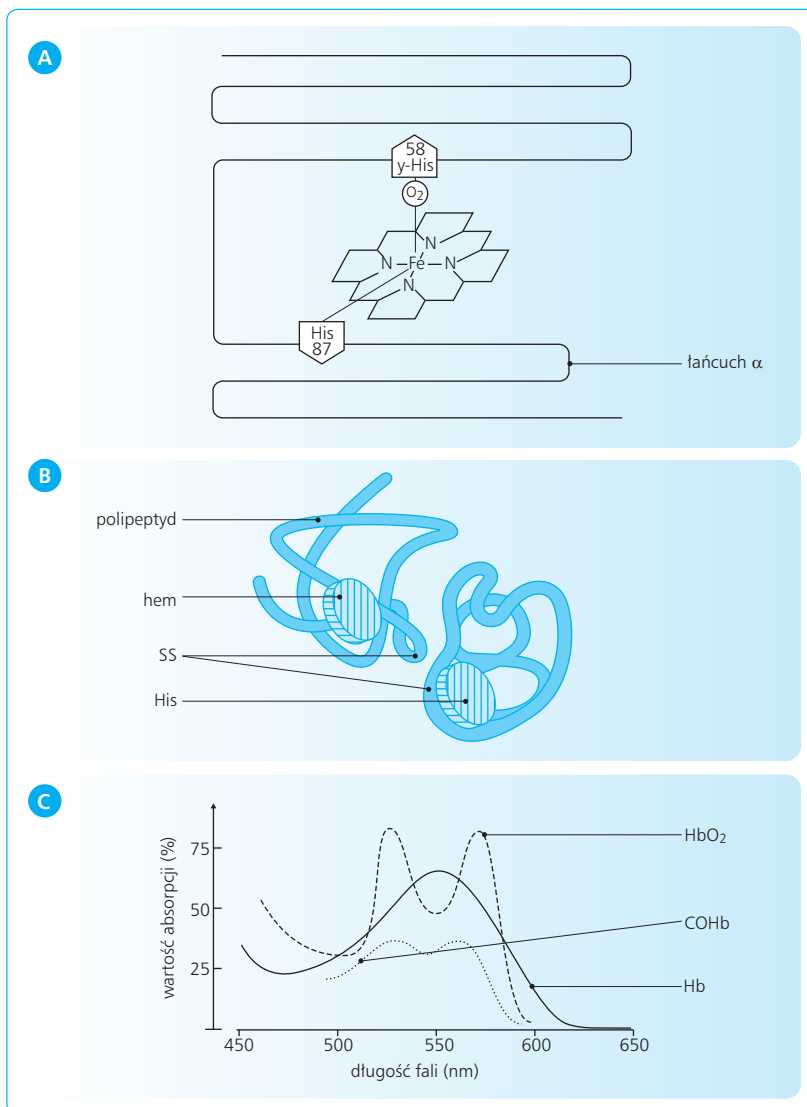 A
58
y-His
O2
N
N Fe N
N
His
87
łańcuch α
B
polipeptyd
hem
SS
His
C
wartość absorpcji (%)
75
50
25
HbO2
COHb
Hb
450 500 550 600 650
długość fali (nm)